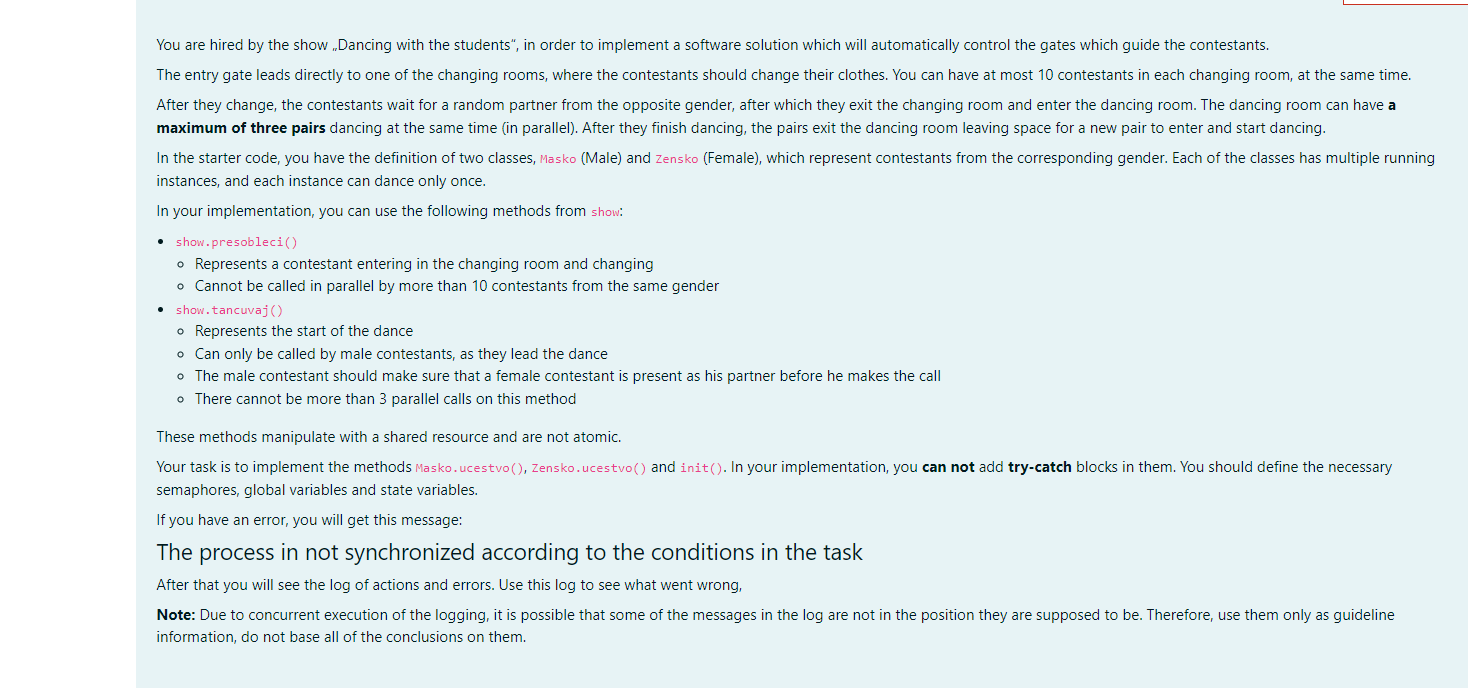 You are hired by the show „Dancing with the students“, in order to implement a software solution which will automatically control the gates which guide the contestants.
The entry gate leads directly to one of the changing rooms, where the contestants should change their clothes. You can have at most 10 contestants in each changing room, at the same time.
After they change, the contestants wait for a random partner from the opposite gender, after which they exit the changing room and enter the dancing room. The dancing room can have a
maximum of three pairs dancing at the same time (in parallel). After they finish dancing, the pairs exit the dancing room leaving space for a new pair to enter and start dancing.
In the starter code, you have the definition of two classes, Masko (Male) and Zensko (Female), which represent contestants from the corresponding gender. Each of the classes has multiple running
instances, and each instance can dance only once.
In your implementation, you can use the following methods from show:
• show.presobleci()
◦ Represents a contestant entering in the changing room and changing
◦ Cannot be called in parallel by more than 10 contestants from the same gender
• show.tancuvaj()
◦ Represents the start of the dance
◦ Can only be called by male contestants, as they lead the dance
◦ The male contestant should make sure that a female contestant is present as his partner before he makes the call
◦ There cannot be more than 3 parallel calls on this method
These methods manipulate with a shared resource and are not atomic.
Your task is to implement the methods Masko.ucestvo(), Zensko.ucestvo() and init(). In your implementation, you can not add try-catch blocks in them. You should define the necessary
semaphores, global variables and state variables.
If you have an error, you will get this message:
The process in not synchronized according to the conditions in the task
After that you will see the log of actions and errors. Use this log to see what went wrong,
Note: Due to concurrent execution of the logging, it is possible that some of the messages in the log are not in the position they are supposed to be. Therefore, use them only as guideline
information, do not base all of the conclusions on them.